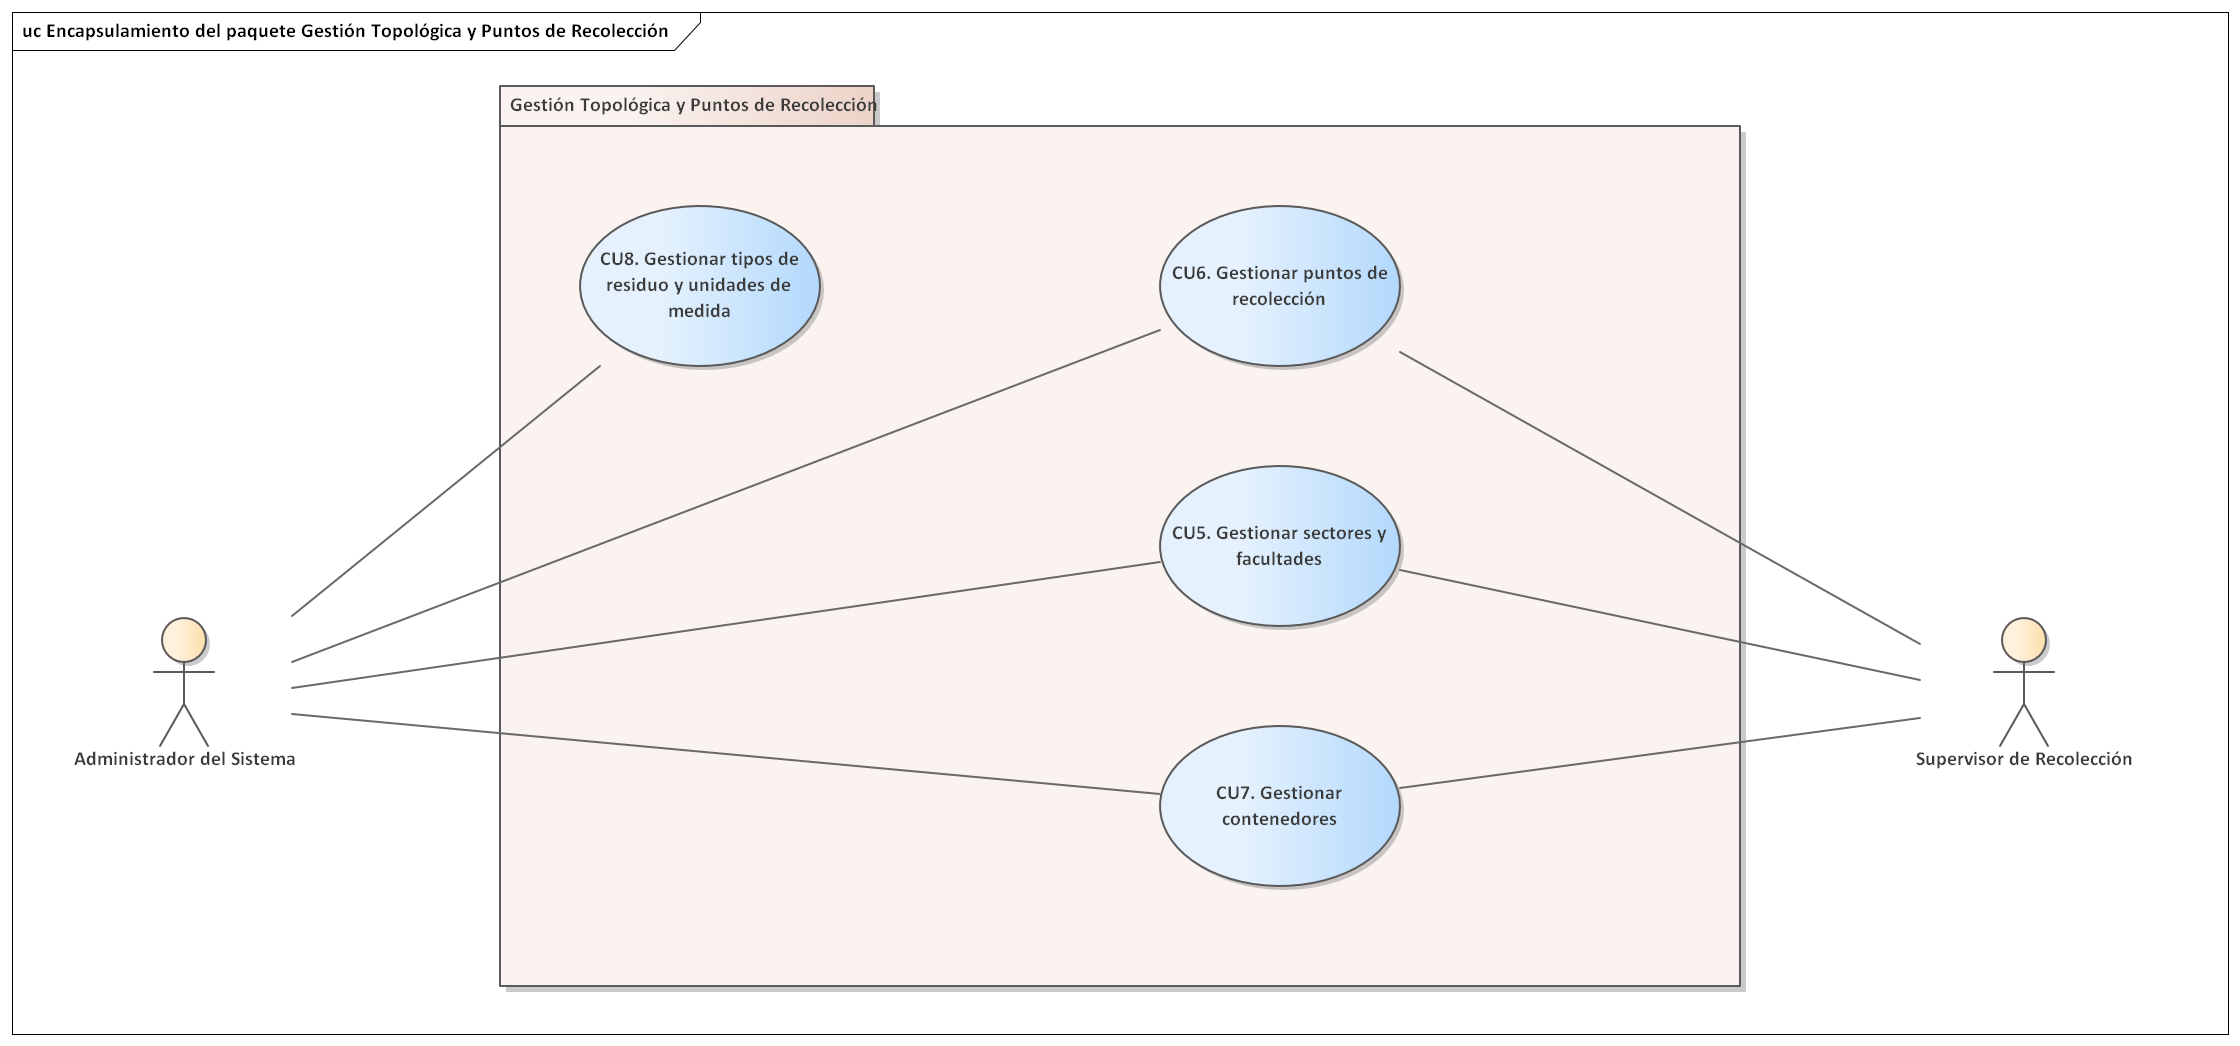 uc Encapsulamiento del paquete Gestión Topológica y Puntos de Recolección
Gestión Topológica y Puntos de Recolección
CU8. Gestionar tipos de
residuo y unidades de
medida
CU6. Gestionar puntos de
recolección
CU5. Gestionar sectores y
facultades
CU7. Gestionar
contenedores
Administrador del Sistema
Supervisor de Recolección